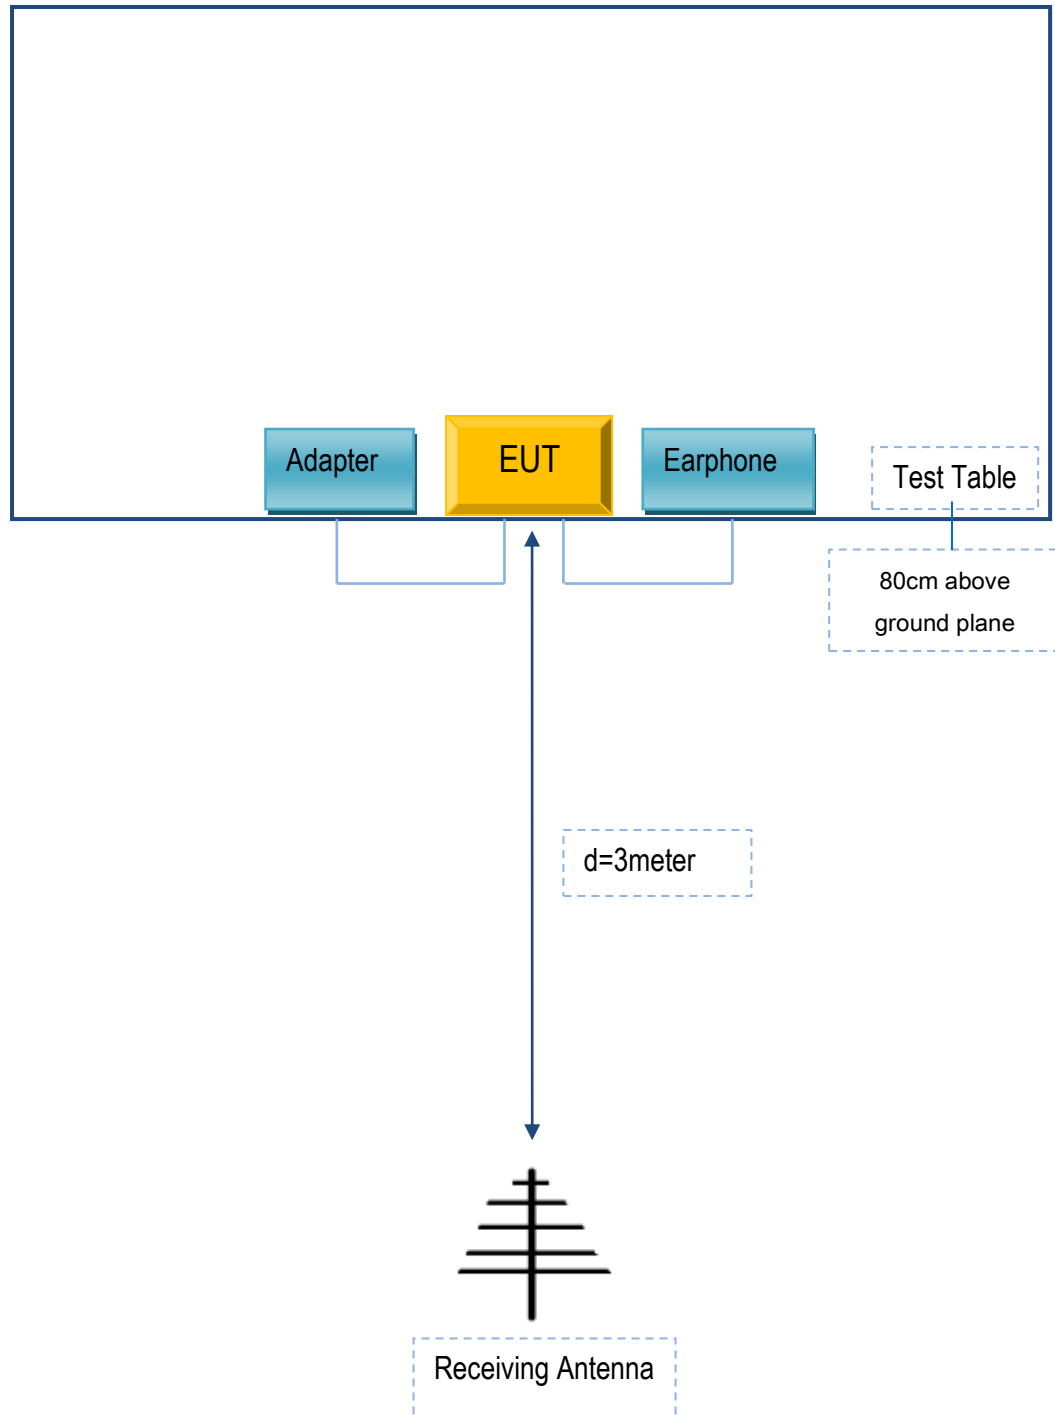 Adapter
EUT
Earphone
Test Table
80cm above
ground plane
d=3meter
Receiving Antenna